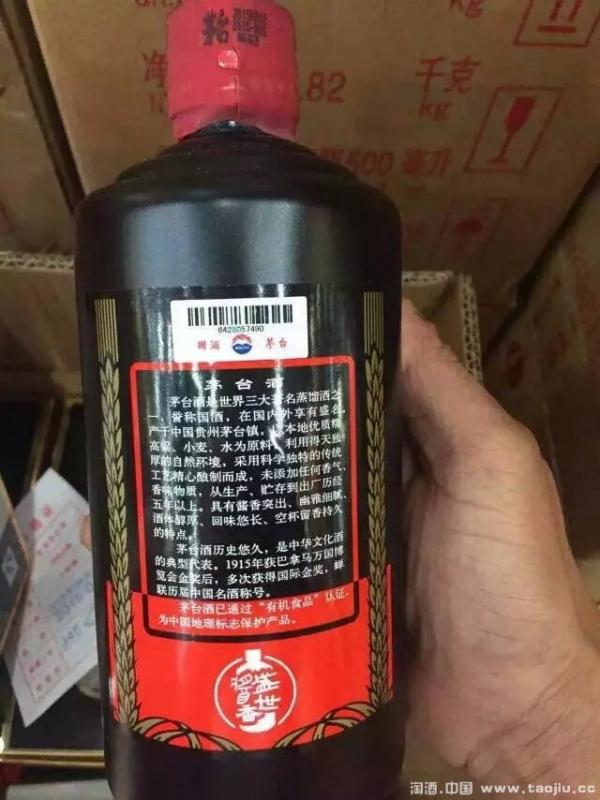 净
.82
千克
kg
kg
500 毫升
6428057490
國酒 茅台
茅台酒
茅台酒是世界三大著名蒸馏酒之
一，誉称国酒，在国内外享有盛名。
产于中国贵州茅台镇，以本地优质糯
高粱、小麦、水为原料，利用得天独
厚的自然环境，采用科学独特的传统
工艺精心酿制而成，未添加任何香气、
香味物质，从生产、贮存到出厂历经
五年以上。具有酱香突出、幽雅细腻、
酒体醇厚、回味悠长、空杯留香持久
的特点。
茅台酒历史悠久，是中华文化酒
的典型代表。1915年获巴拿马万国博
览会金奖后，多次获得国际金奖，蝉
联历届中国名酒称号。
茅台酒已通过“有机食品”认证，
为中国地理标志保护产品。
盛世
酱香
淘酒.中国 www.taojiu.cc